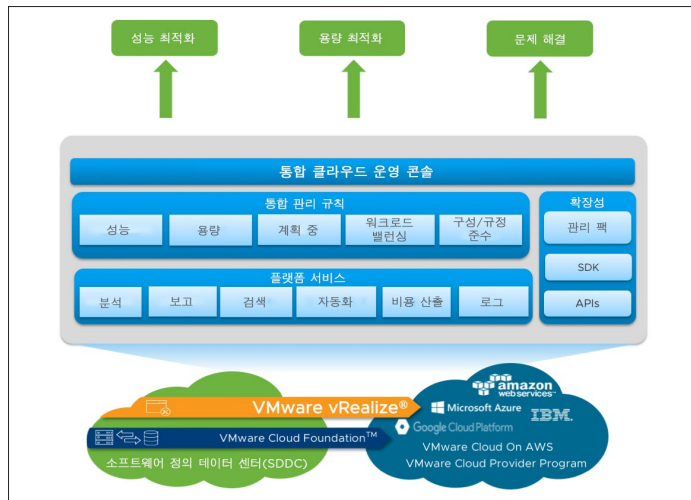 성능 최적화
용량 최적화
문제 해결
통합 클라우드 운영 콘솔
통합 관리 규칙
성능
용량
계획 중
워크로드
밸런싱
구성/규정
준수
확장성
관리 팩
SDK
APIs
플랫폼 서비스
분석
보고
검색
자동화
비용 산출
로그
VMware vRealize®
VMware Cloud Foundation™
소프트웨어 정의 데이터 센터(SDDC)
amazon
webservices™
Microsoft Azure
IBM.
Google Cloud Platform
VMware Cloud On AWS
VMware Cloud Provider Program